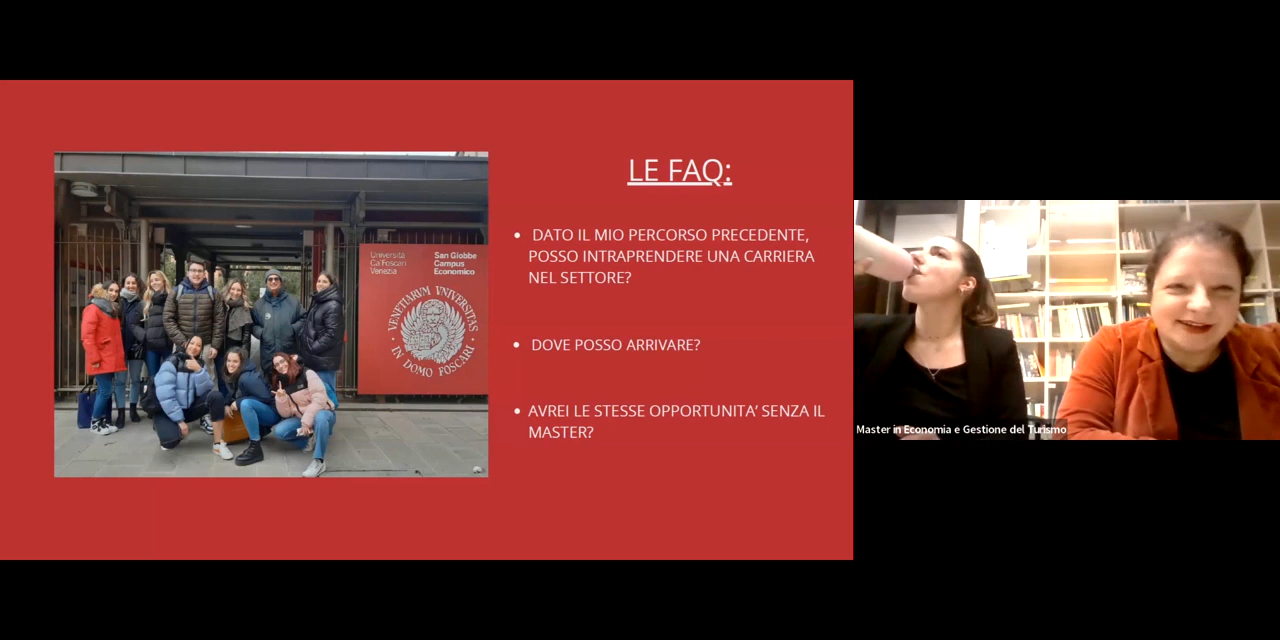 LE FAQ:
DATO IL MIO PERCORSO PRECEDENTE,
POSSO INTRAPRENDERE UNA CARRIERA
NEL SETTORE?
DOVE POSSO ARRIVARE?
AVREI LE STESSE OPPORTUNITA' SENZA IL
MASTER?
Università
Ca'Foscari
Venezia
San Giobbe
Campus
Economico
VENETIARVM VNIVERSITAS
IN DOMO FOSCARI
Master in Economia e Gestione del Turismo